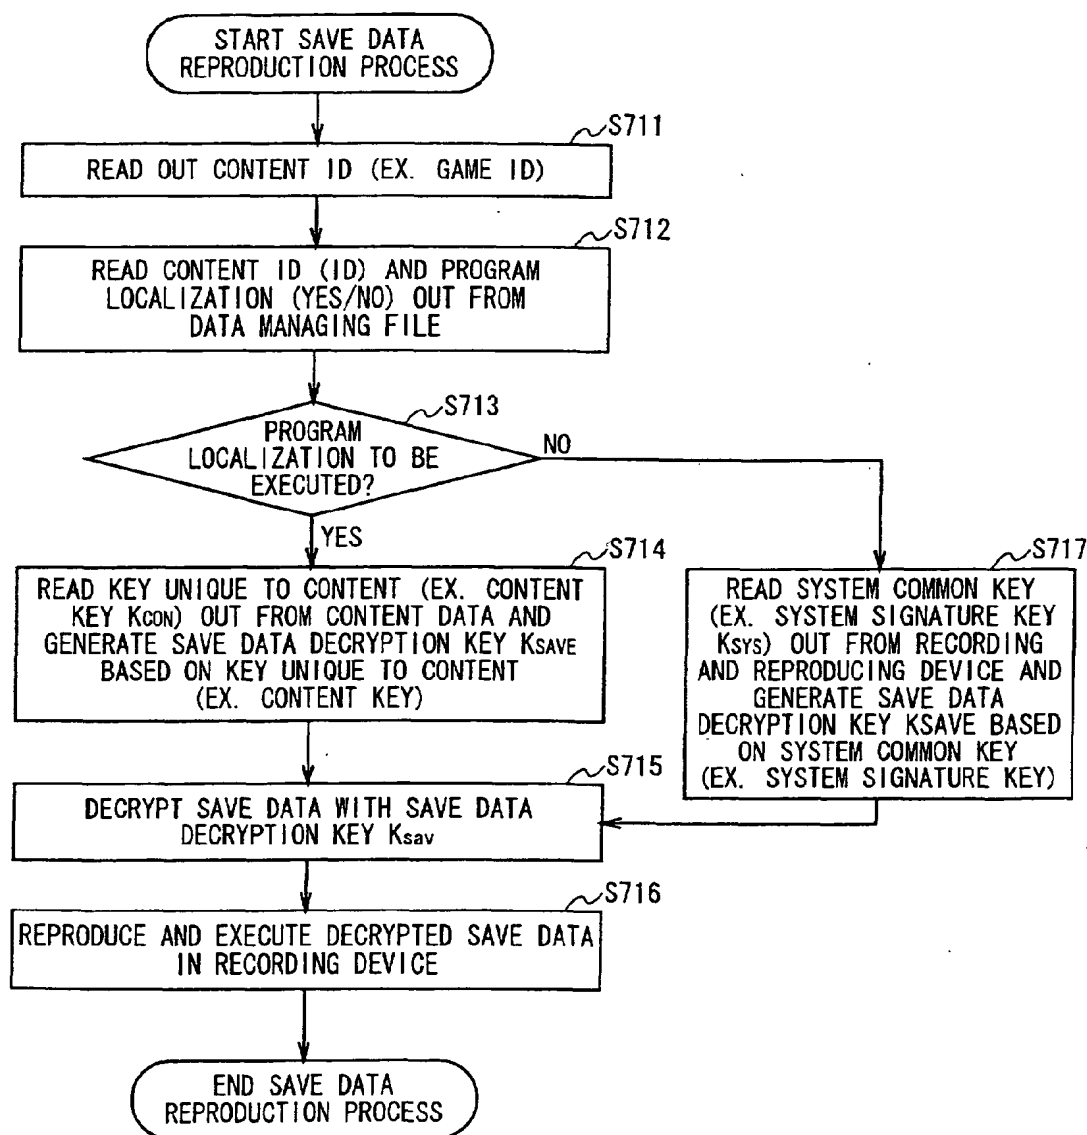 START SAVE DATA
REPRODUCTION PROCESS
S711
READ OUT CONTENT ID (EX. GAME ID)
S712
READ CONTENT ID (ID) AND PROGRAM
LOCALIZATION (YES/NO) OUT FROM
DATA MANAGING FILE
S713
PROGRAM
LOCALIZATION TO BE
EXECUTED?
NO
YES
S714
READ KEY UNIQUE TO CONTENT (EX. CONTENT
KEY KCON) OUT FROM CONTENT DATA AND
GENERATE SAVE DATA DECRYPTION KEY KSAVE
BASED ON KEY UNIQUE TO CONTENT
(EX. CONTENT KEY)
S717
READ SYSTEM COMMON KEY
(EX. SYSTEM SIGNATURE KEY
KSYS) OUT FROM RECORDING
AND REPRODUCING DEVICE AND
GENERATE SAVE DATA
DECRYPTION KEY KSAVE BASED
ON SYSTEM COMMON KEY
(EX. SYSTEM SIGNATURE KEY)
S715
DECRYPT SAVE DATA WITH SAVE DATA
DECRYPTION KEY Ksav
S716
REPRODUCE AND EXECUTE DECRYPTED SAVE DATA
IN RECORDING DEVICE
END SAVE DATA
REPRODUCTION PROCESS